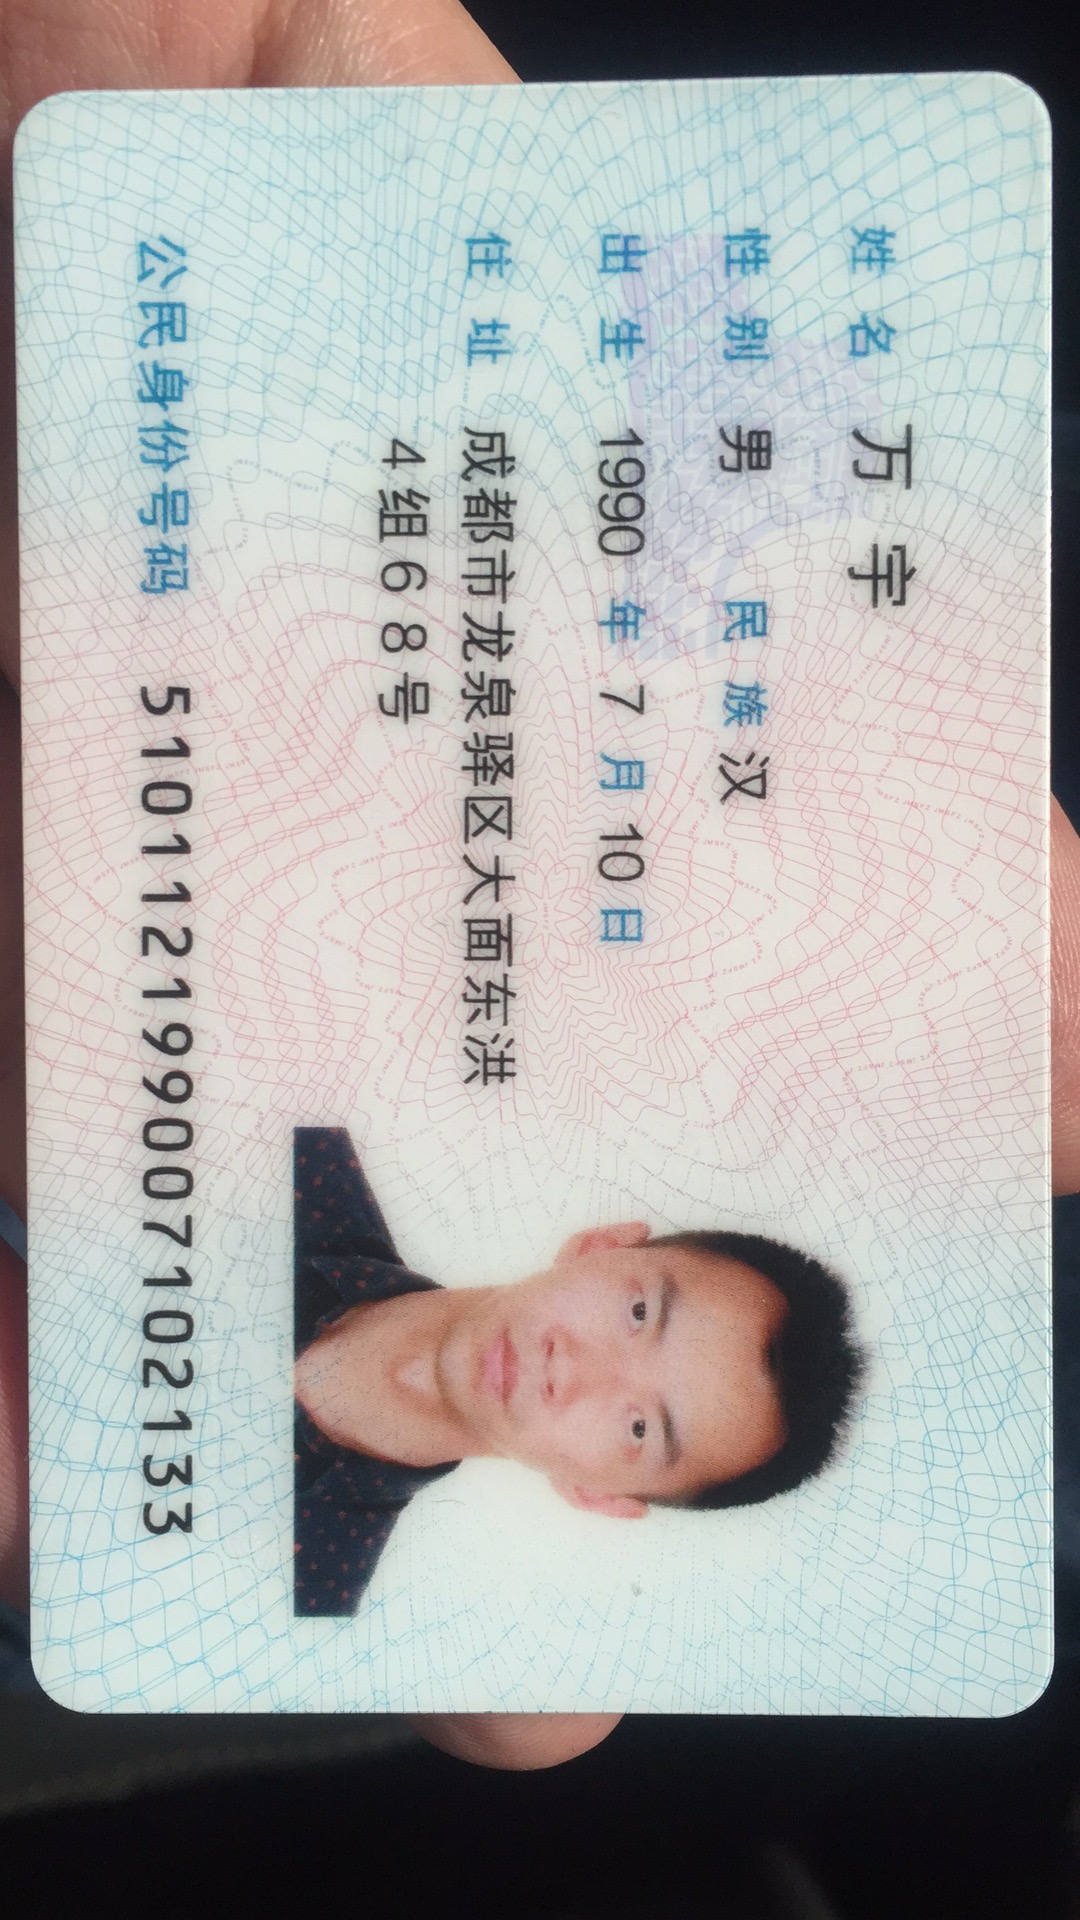 姓名 万宇
性别 男 民族 汉
出生 1990 年 7 月 10 日
住址 成都市龙泉驿区大面东洪
4组68号
公民身份号码 510112199007102133